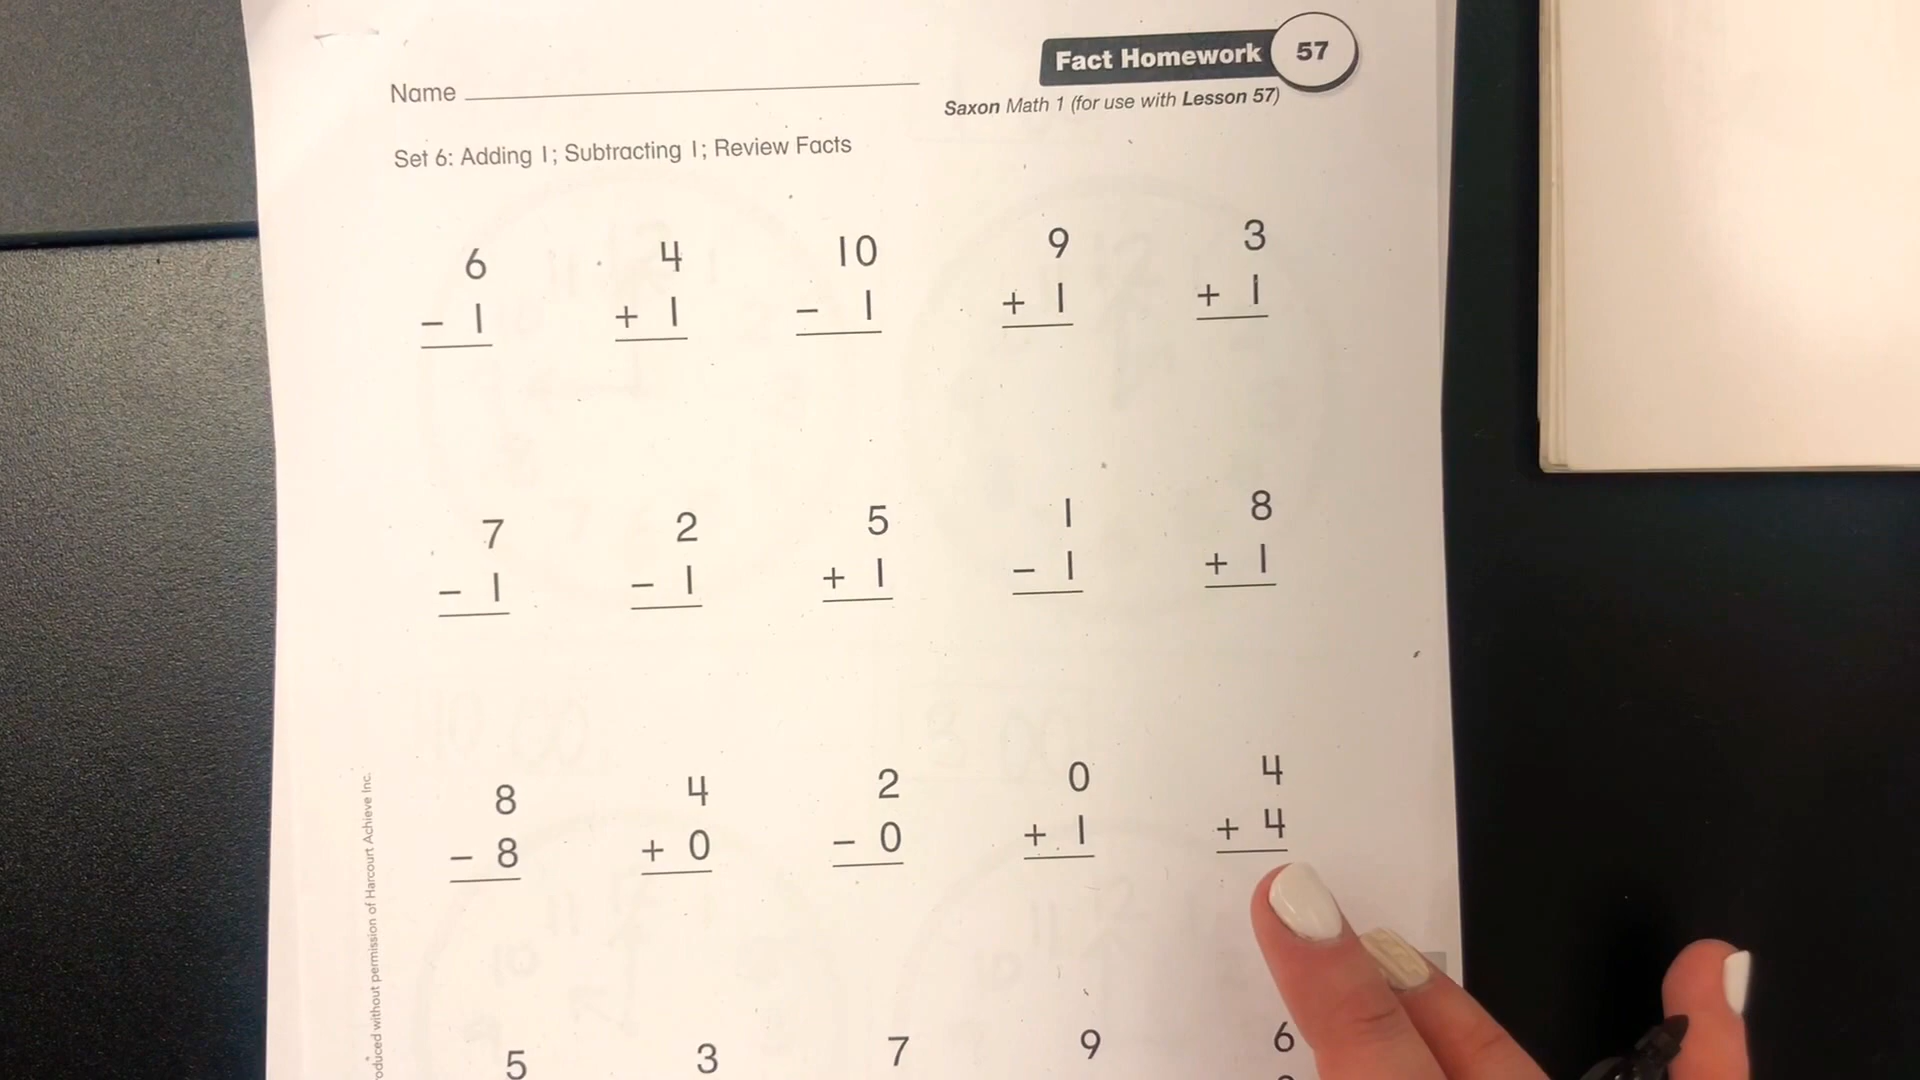 Fact Homework 57
Name
Saxon Math 1 (for use with Lesson 57)
Set 6: Adding 1; Subtracting 1; Review Facts
6 4 10 9 3
- 1 + 1 - 1 + 1 + 1
7 2 5 1 8
- 1 - 1 + 1 - 1 + 1
8 4 2 0 4
- 8 + 0 - 0 + 1 + 4
5 3 7 9 6
without permission of Harcourt Achieve Inc.